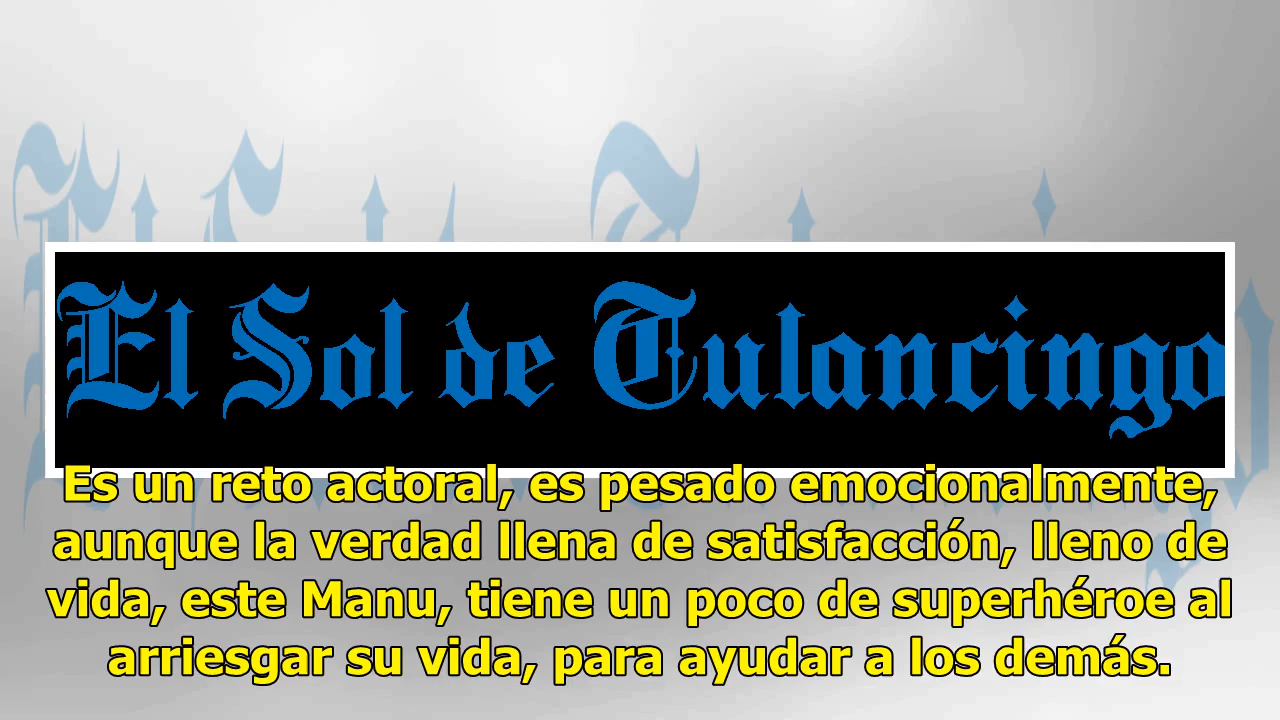 El Sol de Tulancingo
Es un reto actoral, es pesado emocionalmente,
aunque la verdad llena de satisfacción, lleno de
vida, este Manu, tiene un poco de superhéroe al
arriesgar su vida, para ayudar a los demás.